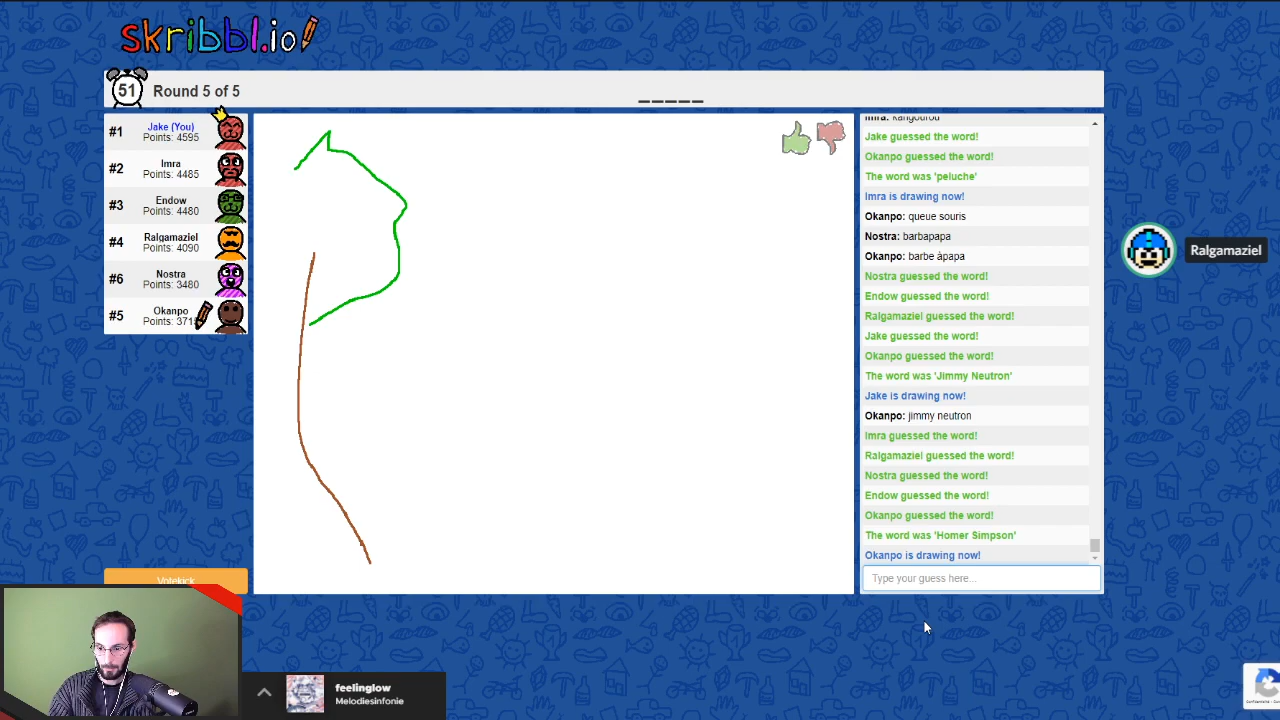 skribbl.io
51
Round 5 of 5
_____
#1
Jake (You)
Points: 4595
#2
Imra
Points: 4485
#3
Endow
Points: 4480
#4
Ralgamaziel
Points: 4090
#6
Nostra
Points: 3430
#5
Okanpo
Votekick
Imra: kangourou
Jake guessed the word!
Okanpo guessed the word!
The word was 'peluche'
Imra is drawing now!
Okanpo: queue souris
Nostra: barbapapa
Okanpo: barbe àpapa
Nostra guessed the word!
Endow guessed the word!
Ralgamaziel guessed the word!
Jake guessed the word!
Okanpo guessed the word!
The word was 'Jimmy Neutron'
Jake is drawing now!
Okanpo: jimmy neutron
Imra guessed the word!
Ralgamaziel guessed the word!
Nostra guessed the word!
Endow guessed the word!
Okanpo guessed the word!
The word was 'Homer Simpson'
Okanpo is drawing now!
Type your guess here...
Ralgamaziel
feelinglow
Melodiesinfonie